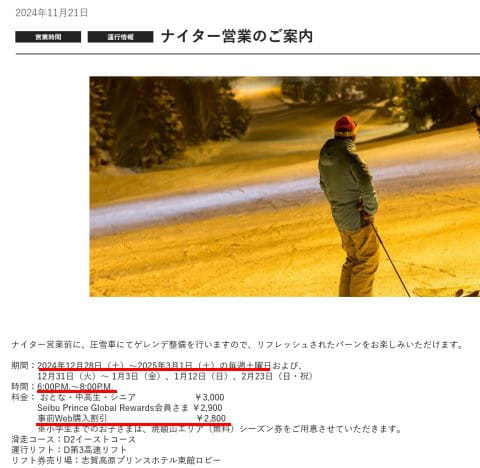 2024年11月21日
営業時間 運行情報 ナイター営業のご案内
ナイター営業前に、圧雪車にてゲレンデ整備を行いますので、リフレッシュされたバーンをお楽しみいただけます。
期間：2024年12月28日（土）～2025年3月1日（土）の毎週土曜日および、
12月31日（火）～ 1月3日（金）、1月12日（日）、2月23日（日・祝）
時間：6:00P.M.～8:00P.M.
料金： おとな・中高生・シニア ￥3,000
Seibu Prince Global Rewards会員さま ￥2,900
事前Web購入割引 ￥2,800
※小学生までのお子さまは、焼額山エリア（無料）シーズン券をご用意させていただきます。
滑走コース：D2イーストコース
運行リフト：D第3高速リフト
リフト券売り場：志賀高原プリンスホテル東館ロビー